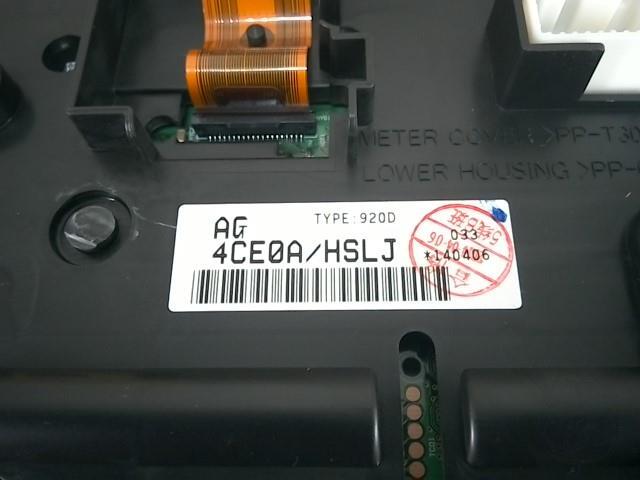 METER COVER >PP-T30
LOWER HOUSING >PP-
AG
TYPE:920D
4CE0A/HSLJ
033
*140406